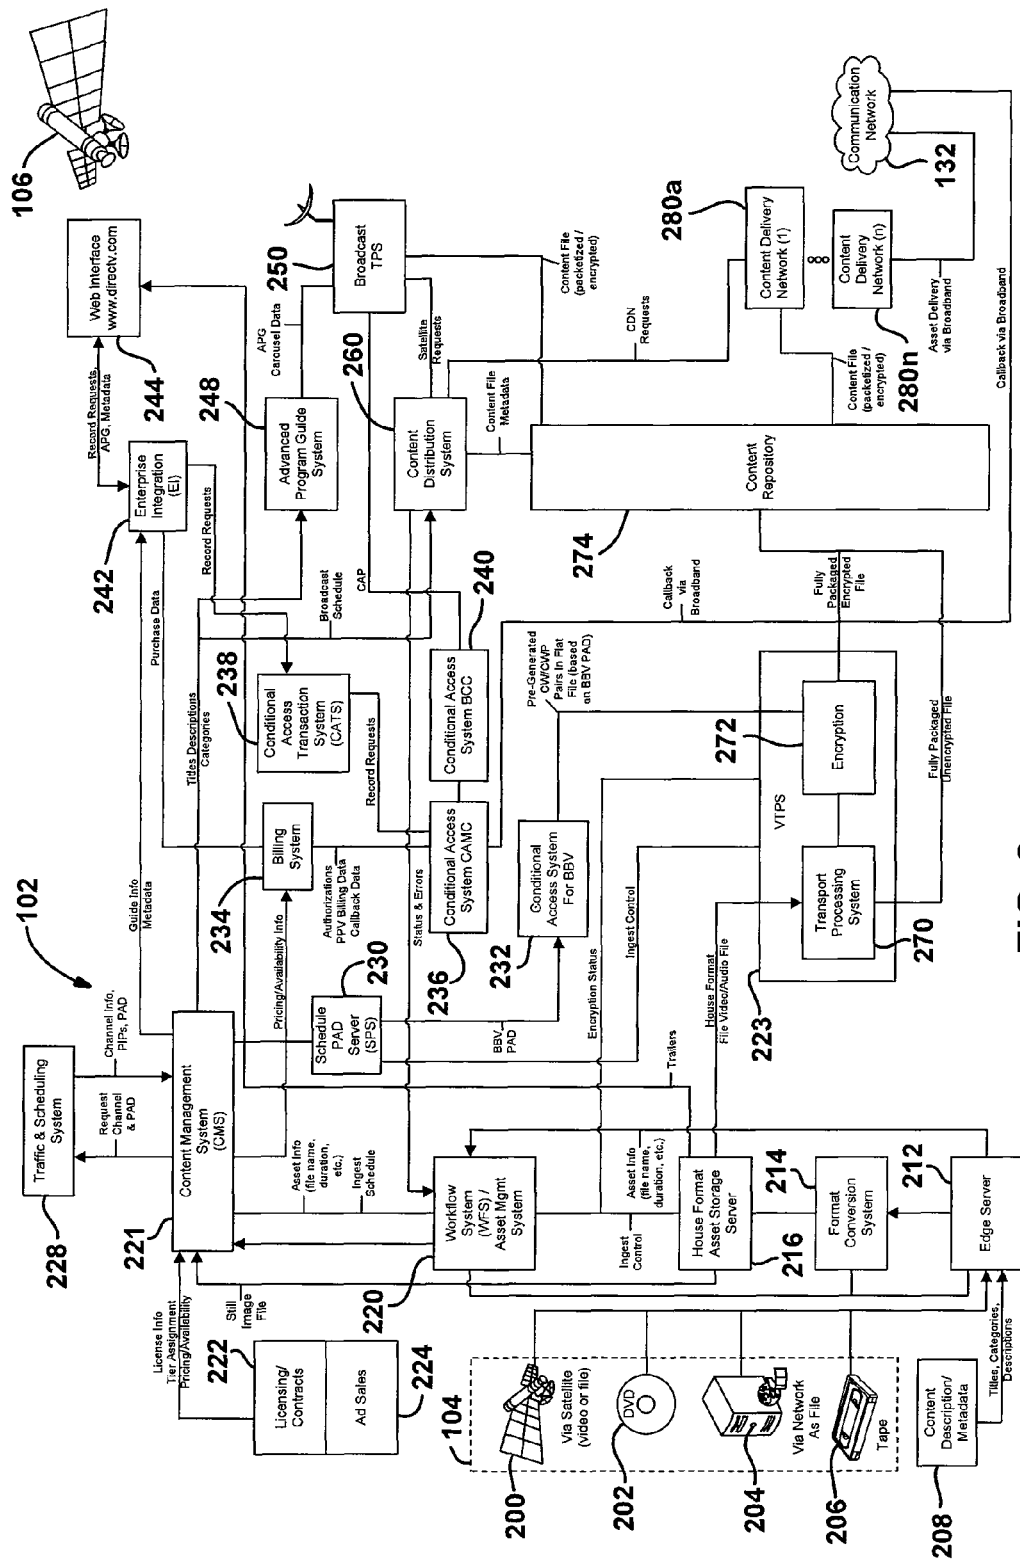 106
102
Traffic & Scheduling
System
228
Channel Info,
PIPs, PAD
Request
Channel
& PAD
Guide Info
Metadata
242
Enterprise
Integration
(EI)
Record Requests,
APG, Metadata
244
Web Interface
www.directv.com
License Info
Tier Assignment
Pricing/Availability
221
Content Management
System
(CMS)
Titles Descriptions
Categories
Purchase Data
Record Requests
222
Licensing/
Contracts
Ad Sales
224
Still
Image
File
Asset Info
(file name,
duration,
etc.)
Ingest
Schedule
Pricing/Availability Info
234
Billing
System
238
Conditional
Access
Transaction
System
(CATS)
248
Advanced
Program Guide
System
APG
Carousel Data
250
Broadcast
TPS
Schedule
PAD
Server
(SPS)
230
Authorizations
PPV Billing Data
Callback Data
Record Requests
Broadcast
Schedule
CAP
260
Satellite
Requests
Status & Errors
220
Workflow
System
(WFS) /
Asset Mgmt
System
BBV
PAD
236
Conditional Access
System CAMC
Conditional Access
System BCC
240
Content
Distribution
System
Content File
Metadata
Content File
(packetized /
encrypted)
104
200
Via Satellite
(video or file)
Ingest
Control
Asset Info
(file name,
duration, etc.)
Encryption Status
Ingest Control
232
Conditional
Access System
For BBV
Pre-Generated
CW/CWP
Pairs In Flat
File (based
on BBV PAD)
Callback
via
Broadband
274
CDN
Requests
202
DVD
Trailers
House Format
Asset Storage
Server
216
House Format
File Video/Audio File
223
VTPS
272
Encryption
Fully
Packaged
Encrypted
File
Content
Repository
280a
Content Delivery
Network (1)
204
Via Network
As File
214
Format
Conversion
System
Transport
Processing
System
270
Fully Packaged
Unencrypted File
Content File
(packetized /
encrypted)
Content
Delivery
Network (n)
280n
Communication
Network
132
206
Tape
212
Edge Server
Asset Delivery
via Broadband
208
Content
Description/
Metadata
Titles, Categories,
Descriptions
Callback via Broadband